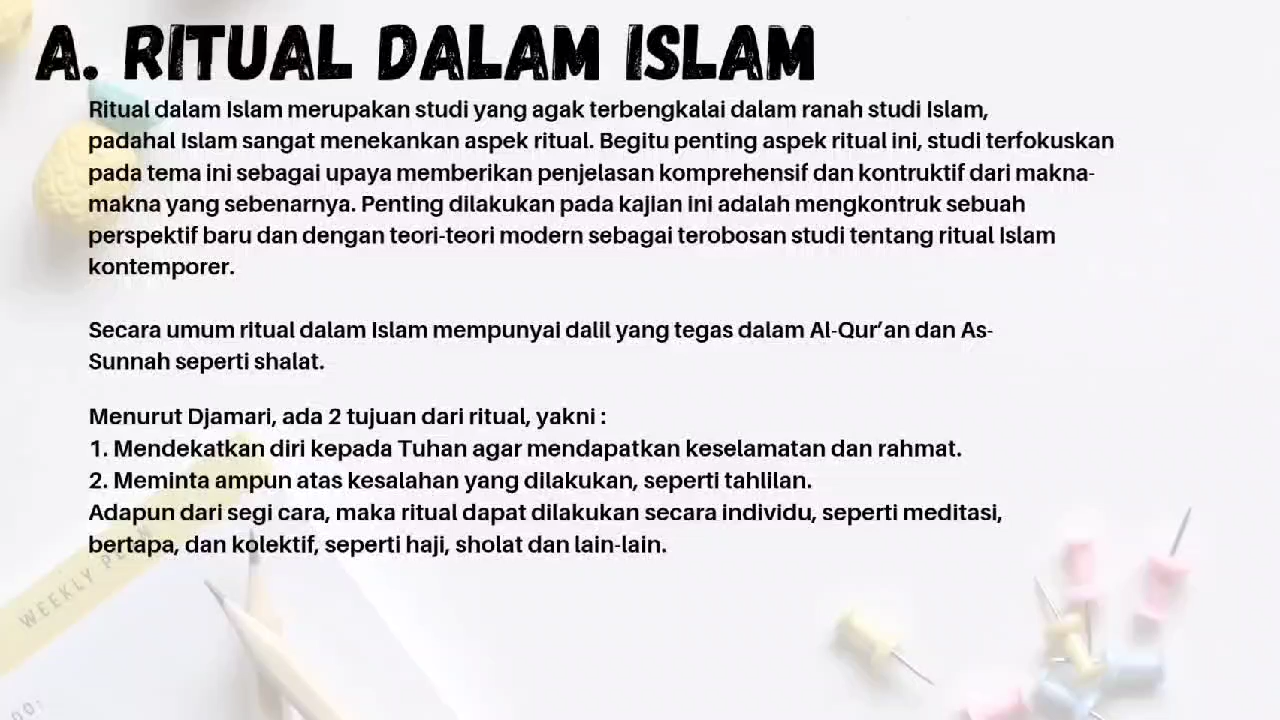 A. RITUAL DALAM ISLAM
Ritual dalam Islam merupakan studi yang agak terbengkalai dalam ranah studi Islam,
padahal Islam sangat menekankan aspek ritual. Begitu penting aspek ritual ini, studi terfokuskan
pada tema ini sebagai upaya memberikan penjelasan komprehensif dan kontruktif dari makna-
makna yang sebenarnya. Penting dilakukan pada kajian ini adalah mengkontruk sebuah
perspektif baru dan dengan teori-teori modern sebagai terobosan studi tentang ritual Islam
kontemporer.
Secara umum ritual dalam Islam mempunyai dalil yang tegas dalam Al-Qur’an dan As-
Sunnah seperti shalat.
Menurut Djamari, ada 2 tujuan dari ritual, yakni :
1. Mendekatkan diri kepada Tuhan agar mendapatkan keselamatan dan rahmat.
2. Meminta ampun atas kesalahan yang dilakukan, seperti tahlilan.
Adapun dari segi cara, maka ritual dapat dilakukan secara individu, seperti meditasi,
bertapa, dan kolektif, seperti haji, sholat dan lain-lain.
WEEKLY PLAN
DO: